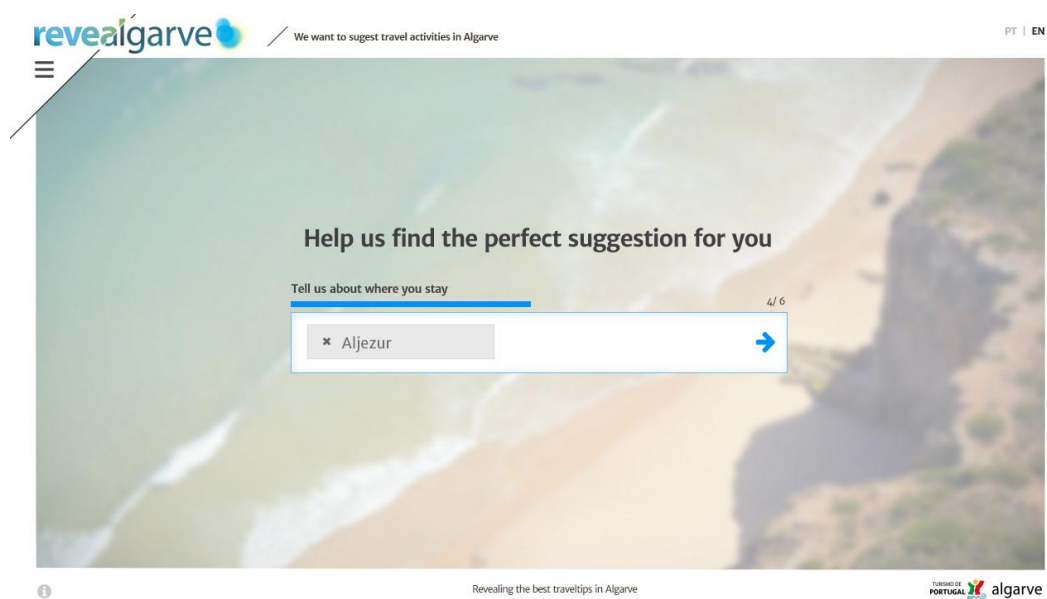 revealgarve
We want to sugest travel activities in Algarve
PT | EN
Help us find the perfect suggestion for you
Tell us about where you stay
4/ 6
× Aljezur
Revealing the best traveltips in Algarve
TURISMO DE
PORTUGAL
algarve